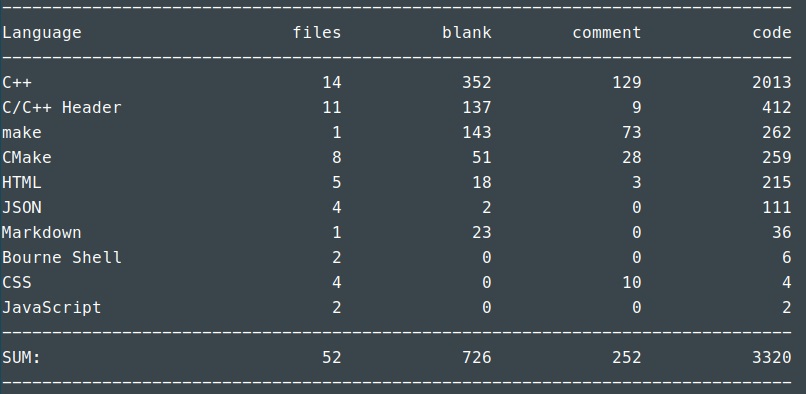 Language files blank comment code
C++ 14 352 129 2013
C/C++ Header 11 137 9 412
make 1 143 73 262
CMake 8 51 28 259
HTML 5 18 3 215
JSON 4 2 0 111
Markdown 1 23 0 36
Bourne Shell 2 0 0 6
CSS 4 0 10 4
JavaScript 2 0 0 2
SUM: 52 726 252 3320